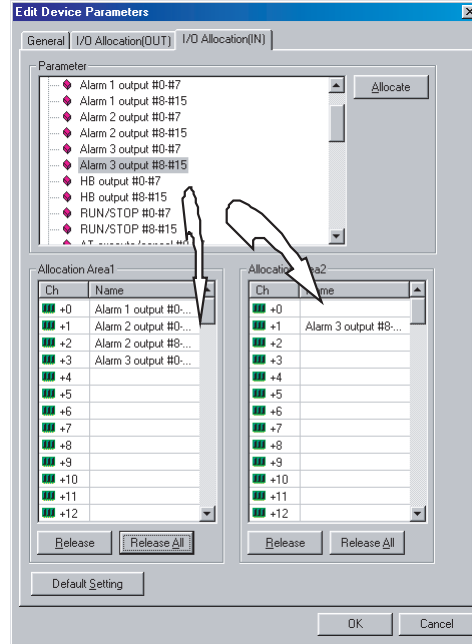 Edit Device Parameters
General I/O Allocation(OUT) I/O Allocation(IN)
Parameter
Alarm 1 output #0-#7
Alarm 1 output #8-#15
Alarm 2 output #0-#7
Alarm 2 output #8-#15
Alarm 3 output #0-#7
Alarm 3 output #8-#15
HB output #0-#7
HB output #8-#15
RUN/STOP #0-#7
RUN/STOP #8-#15
Allocate
Allocation Area1
Ch Name
+0 Alarm 1 output #0-...
+1 Alarm 2 output #0-...
+2 Alarm 2 output #8-...
+3 Alarm 3 output #0-...
+4
+5
+6
+7
+8
+9
+10
+11
+12
Release Release All
Allocation Area2
Ch Name
+0
+1 Alarm 3 output #8-...
+2
+3
+4
+5
+6
+7
+8
+9
+10
+11
+12
Release Release All
Default Setting
OK Cancel